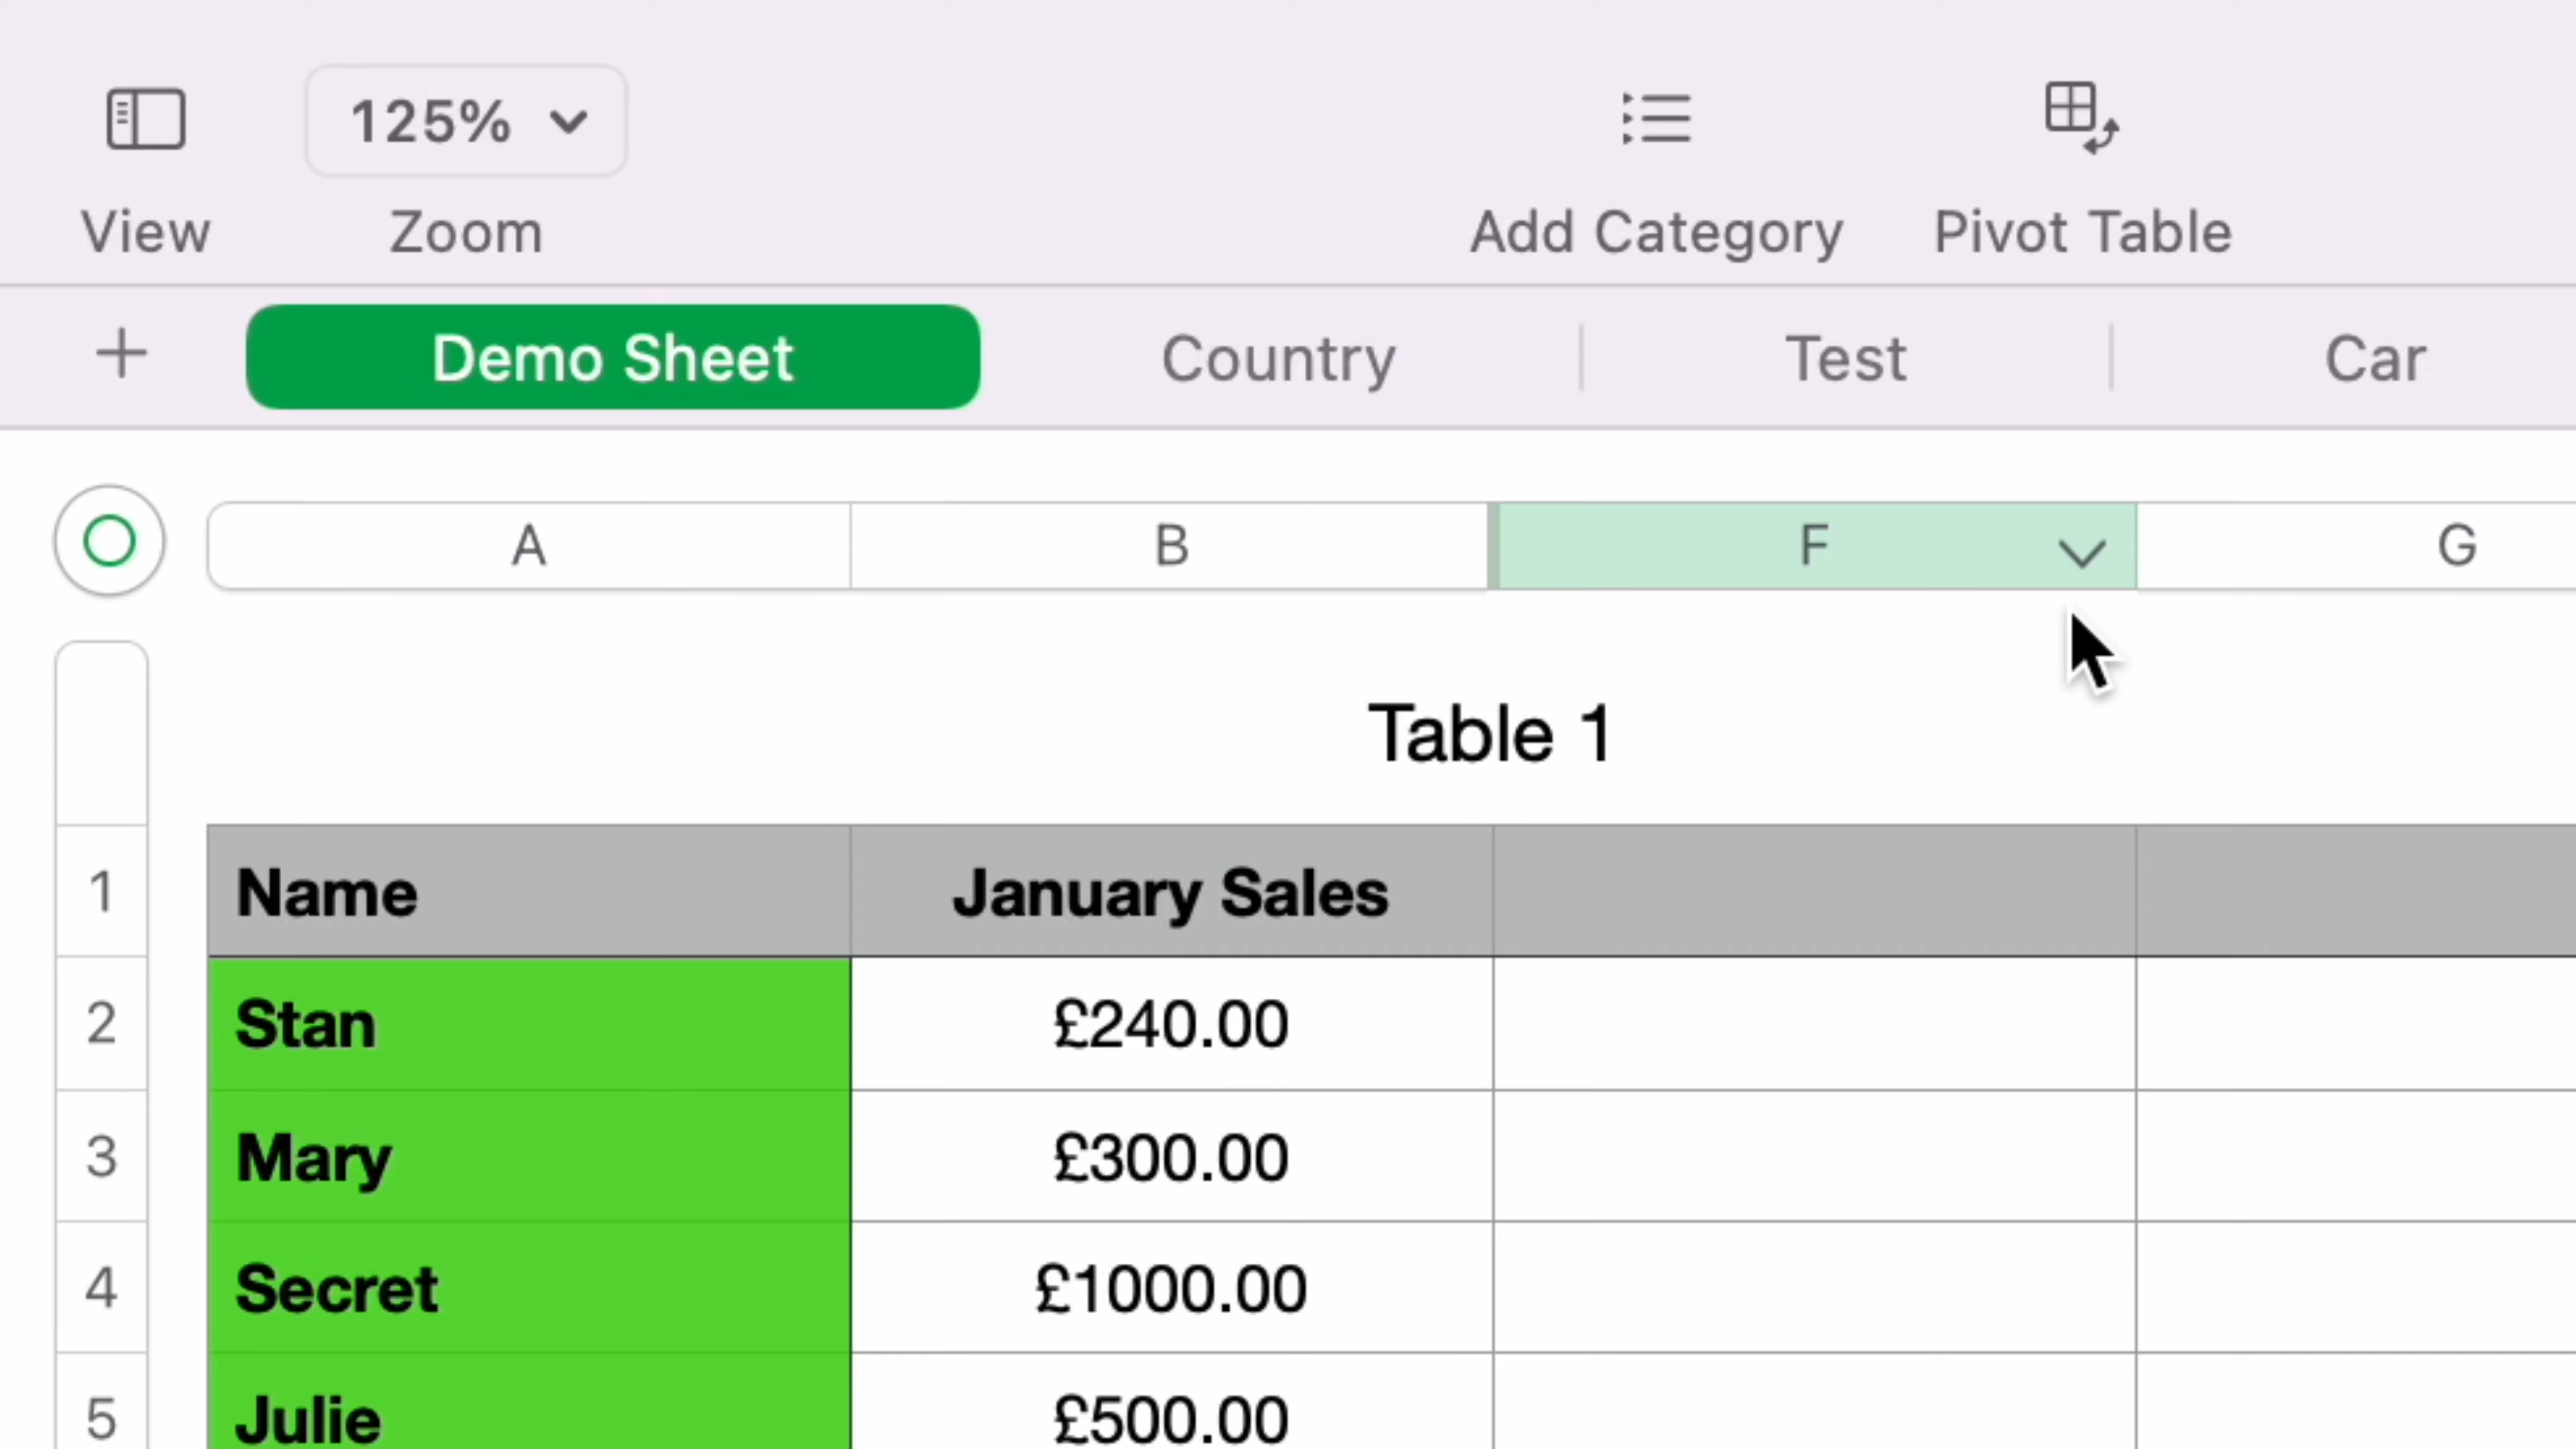 125%
View Zoom Add Category Pivot Table
+ Demo Sheet Country Test Car
A B F G
Table 1
1 Name January Sales
2 Stan £240.00
3 Mary £300.00
4 Secret £1000.00
5 Julie £500.00